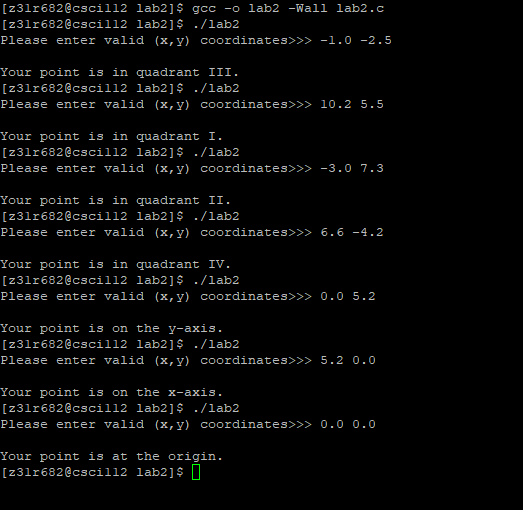 [z31r682@csci112 lab2]$ gcc -o lab2 -Wall lab2.c
[z31r682@csci112 lab2]$ ./lab2
Please enter valid (x,y) coordinates>>> -1.0 -2.5
Your point is in quadrant III.
[z31r682@csci112 lab2]$ ./lab2
Please enter valid (x,y) coordinates>>> 10.2 5.5
Your point is in quadrant I.
[z31r682@csci112 lab2]$ ./lab2
Please enter valid (x,y) coordinates>>> -3.0 7.3
Your point is in quadrant II.
[z31r682@csci112 lab2]$ ./lab2
Please enter valid (x,y) coordinates>>> 6.6 -4.2
Your point is in quadrant IV.
[z31r682@csci112 lab2]$ ./lab2
Please enter valid (x,y) coordinates>>> 0.0 5.2
Your point is on the y-axis.
[z31r682@csci112 lab2]$ ./lab2
Please enter valid (x,y) coordinates>>> 5.2 0.0
Your point is on the x-axis.
[z31r682@csci112 lab2]$ ./lab2
Please enter valid (x,y) coordinates>>> 0.0 0.0
Your point is at the origin.
[z31r682@csci112 lab2]$